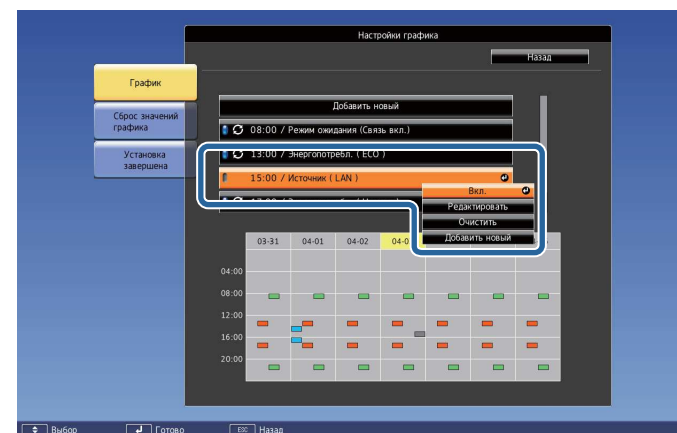 Настройки графика
Назад
График
Сброс значений
графика
Установка
завершена
Добавить новый
08:00 / Режим ожидания (Связь вкл.)
13:00 / Энергопотребл. ( ECO )
15:00 / Источник ( LAN )
Вкл.
Редактировать
Очистить
Добавить новый
03-31 04-01 04-02
04:00
08:00
12:00
16:00
20:00
Выбор
Готово
ESC Назад